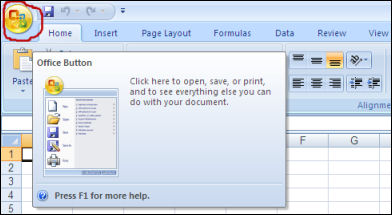 Home Insert Page Layout Formulas Data Review View
Office Button
Paste
Click here to open, save, or print,
and to see everything else you can
do with your document.
Alignme
F G
1
2
3
4
5
Press F1 for more help.